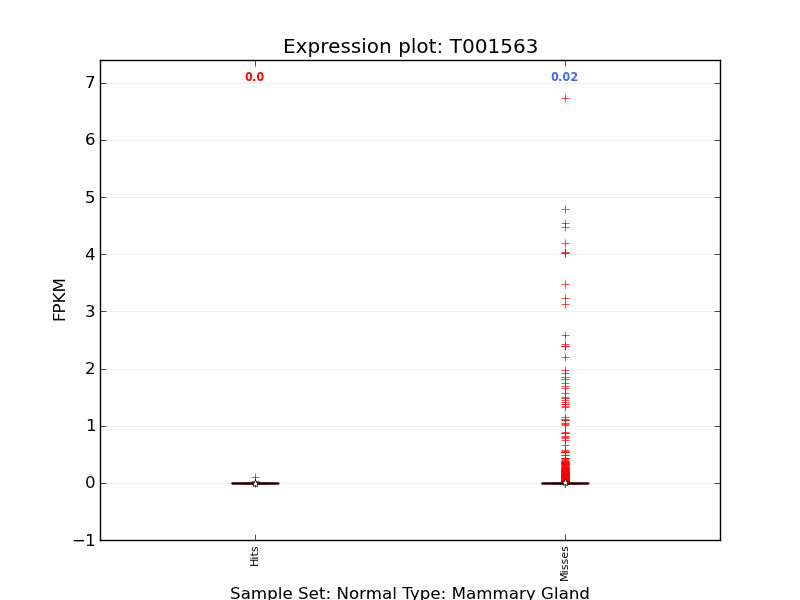 Expression plot: T001563
0.0
0.02
7
6
5
4
3
2
1
0
−1
FPKM
Hits
Misses
Sample Set: Normal Type: Mammary Gland